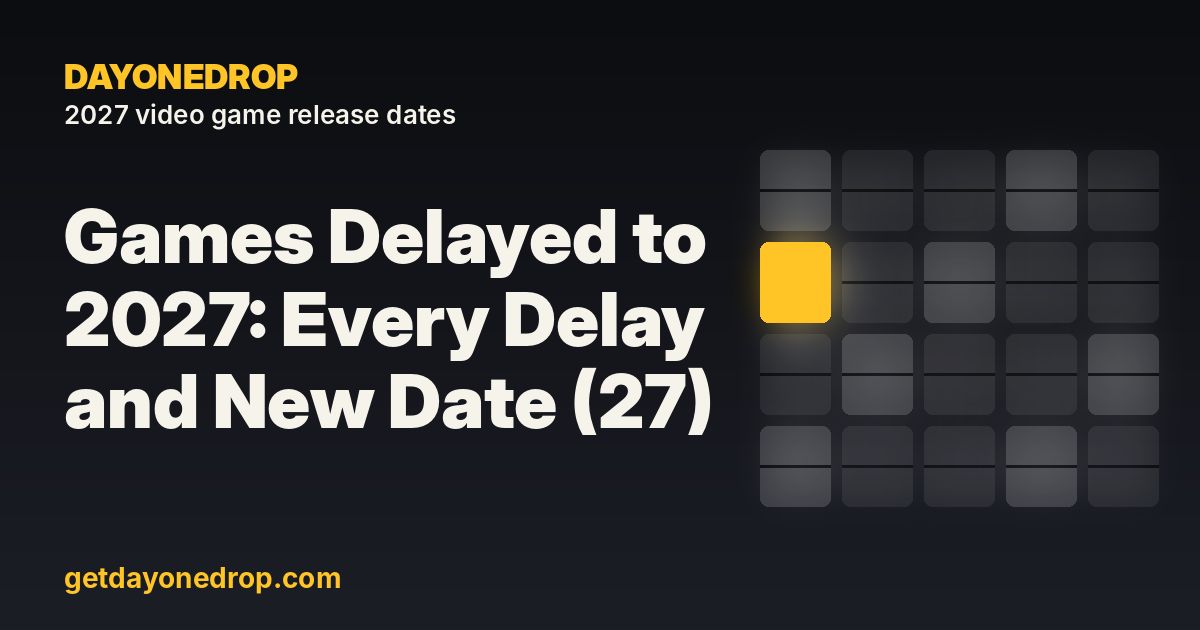 DAYONEDROP
2027 video game release dates
Games Delayed to
2027: Every Delay
and New Date (27)
getdayonedrop.com